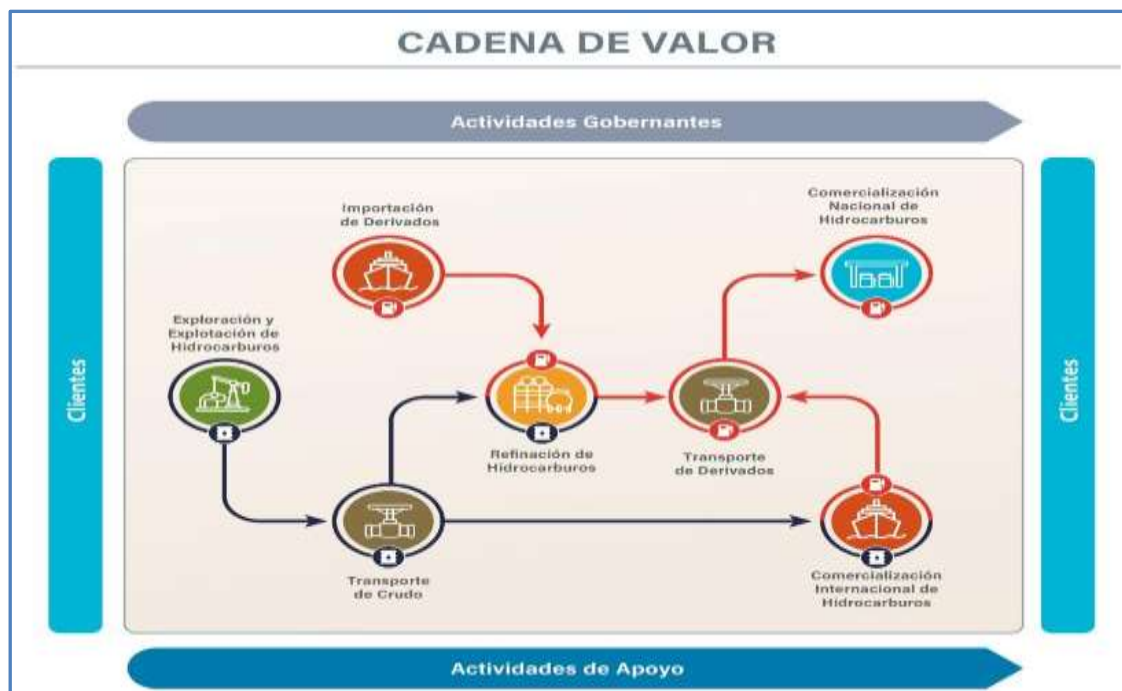 CADENA DE VALOR
Actividades Gobernantes
Clientes
Importación
de Derivados
Comercialización
Nacional de
Hidrocarburos
Exploración y
Explotación de
Hidrocarburos
Refinación de
Hidrocarburos
Transporte
de Derivados
Transporte
de Crudo
Comercialización
Internacional de
Hidrocarburos
Clientes
Actividades de Apoyo